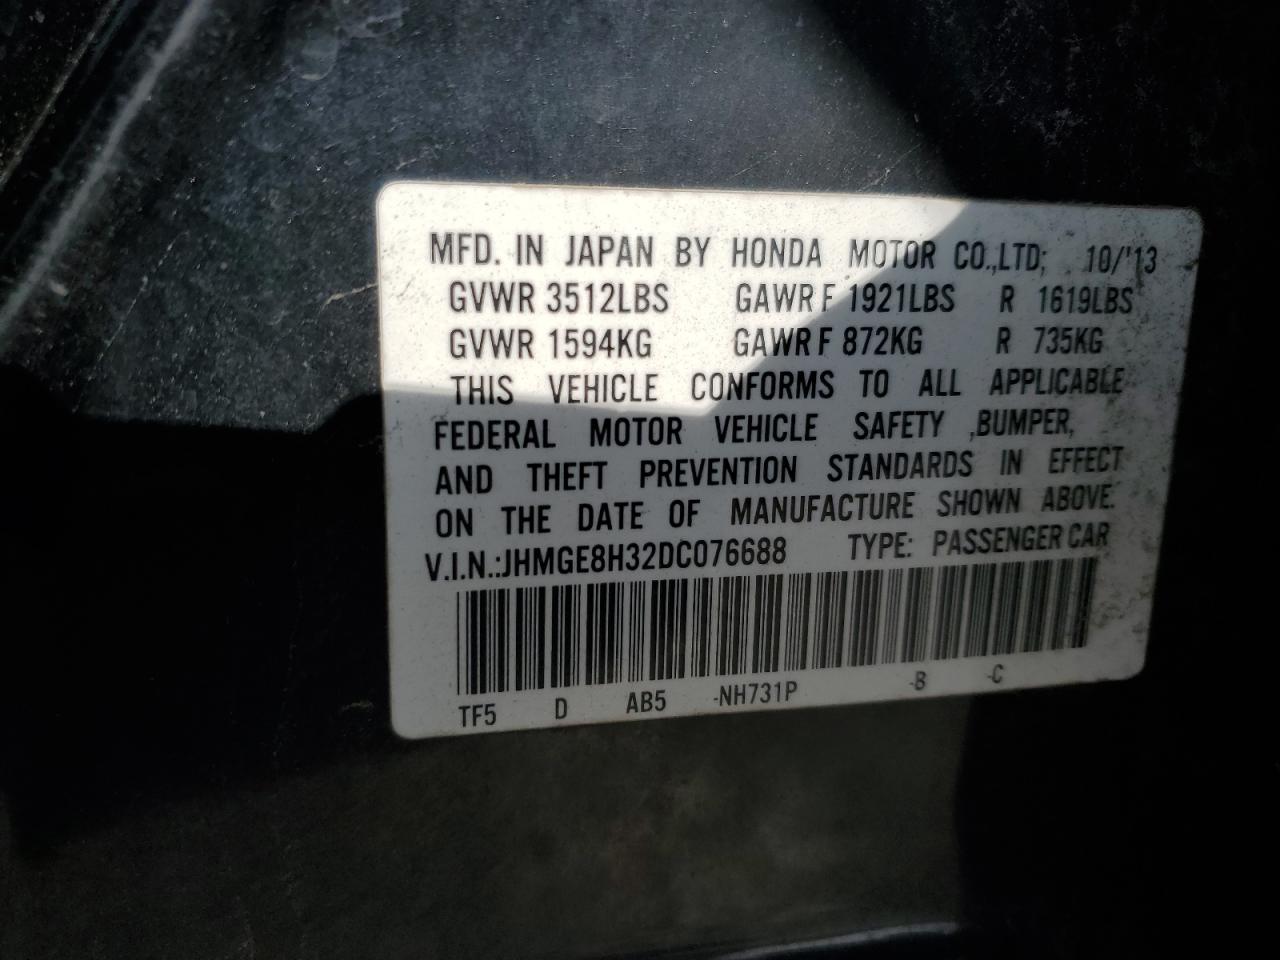 MFD. IN JAPAN BY HONDA MOTOR CO.,LTD; 10/'13
GVWR 3512LBS GAWR F 1921LBS R 1619LBS
GVWR 1594KG GAWR F 872KG R 735KG
THIS VEHICLE CONFORMS TO ALL APPLICABLE
FEDERAL MOTOR VEHICLE SAFETY ,BUMPER,
AND THEFT PREVENTION STANDARDS IN EFFECT
ON THE DATE OF MANUFACTURE SHOWN ABOVE.
V.I.N.:JHMGE8H32DC076688 TYPE: PASSENGER CAR
TF5 D AB5 -NH731P -B -C